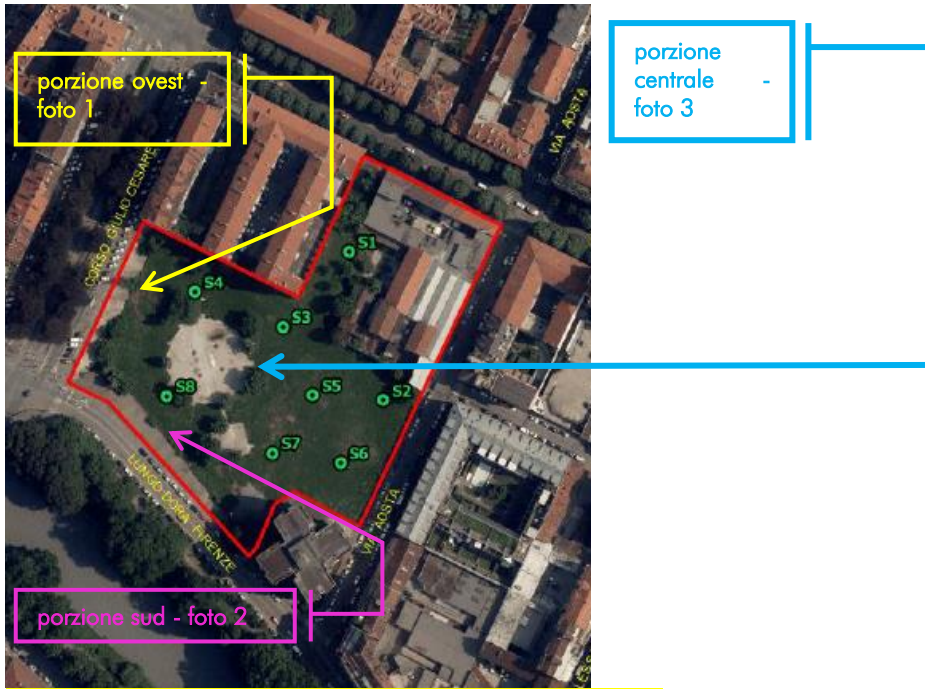 porzione ovest -
foto 1
porzione
centrale -
foto 3
VIA AOSTA
CORSO GIULIO CESARE
S1
S4
S3
S8
S5
S2
S7
S6
LUNGO DORA FIRENZE
VIA AOSTA
porzione sud - foto 2
LESS